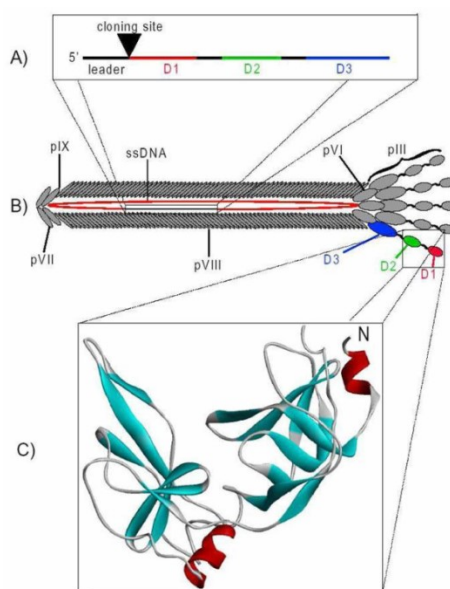 cloning site
A)
5'
leader D1 D2 D3
pIX
ssDNA
pVI
pIII
B)
pVII
pVIII
D3
D2
D1
C)
N